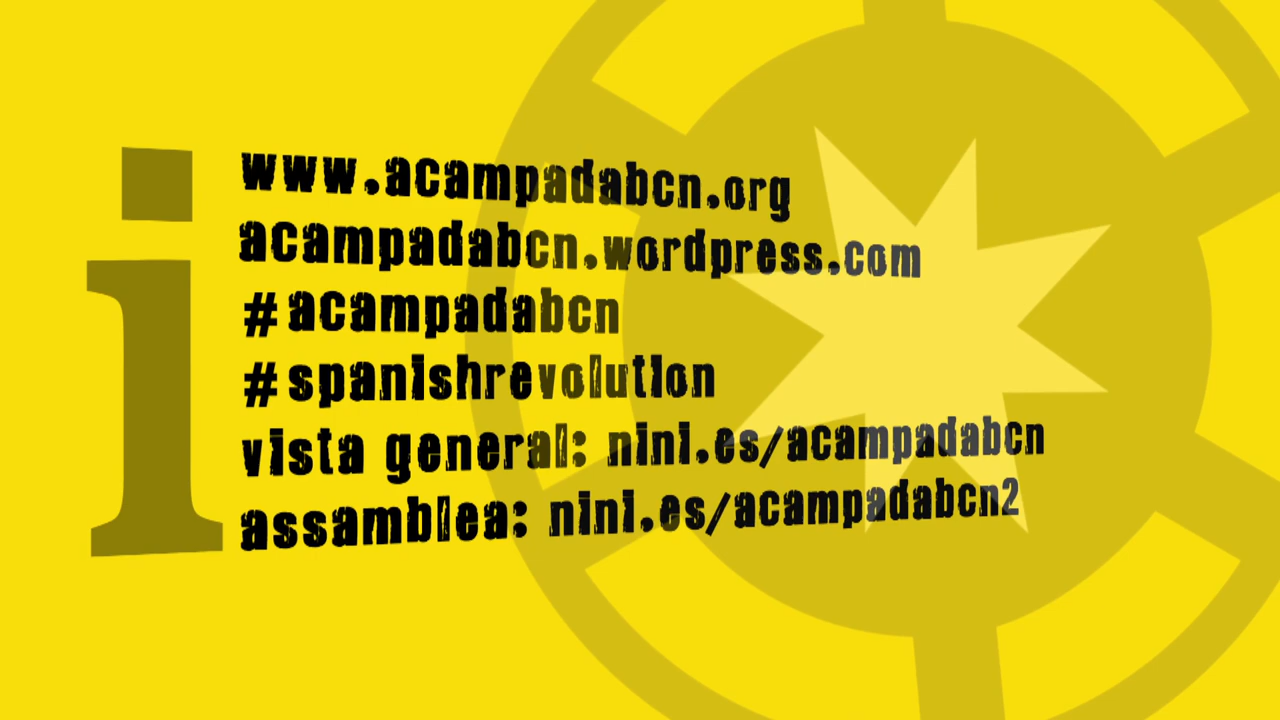 i
www.acampadabcn.org
acampadabcn.wordpress.com
#acampadabcn
#spanishrevolution
vista general: nini.es/acampadabcn
assamblea: nini.es/acampadabcn2